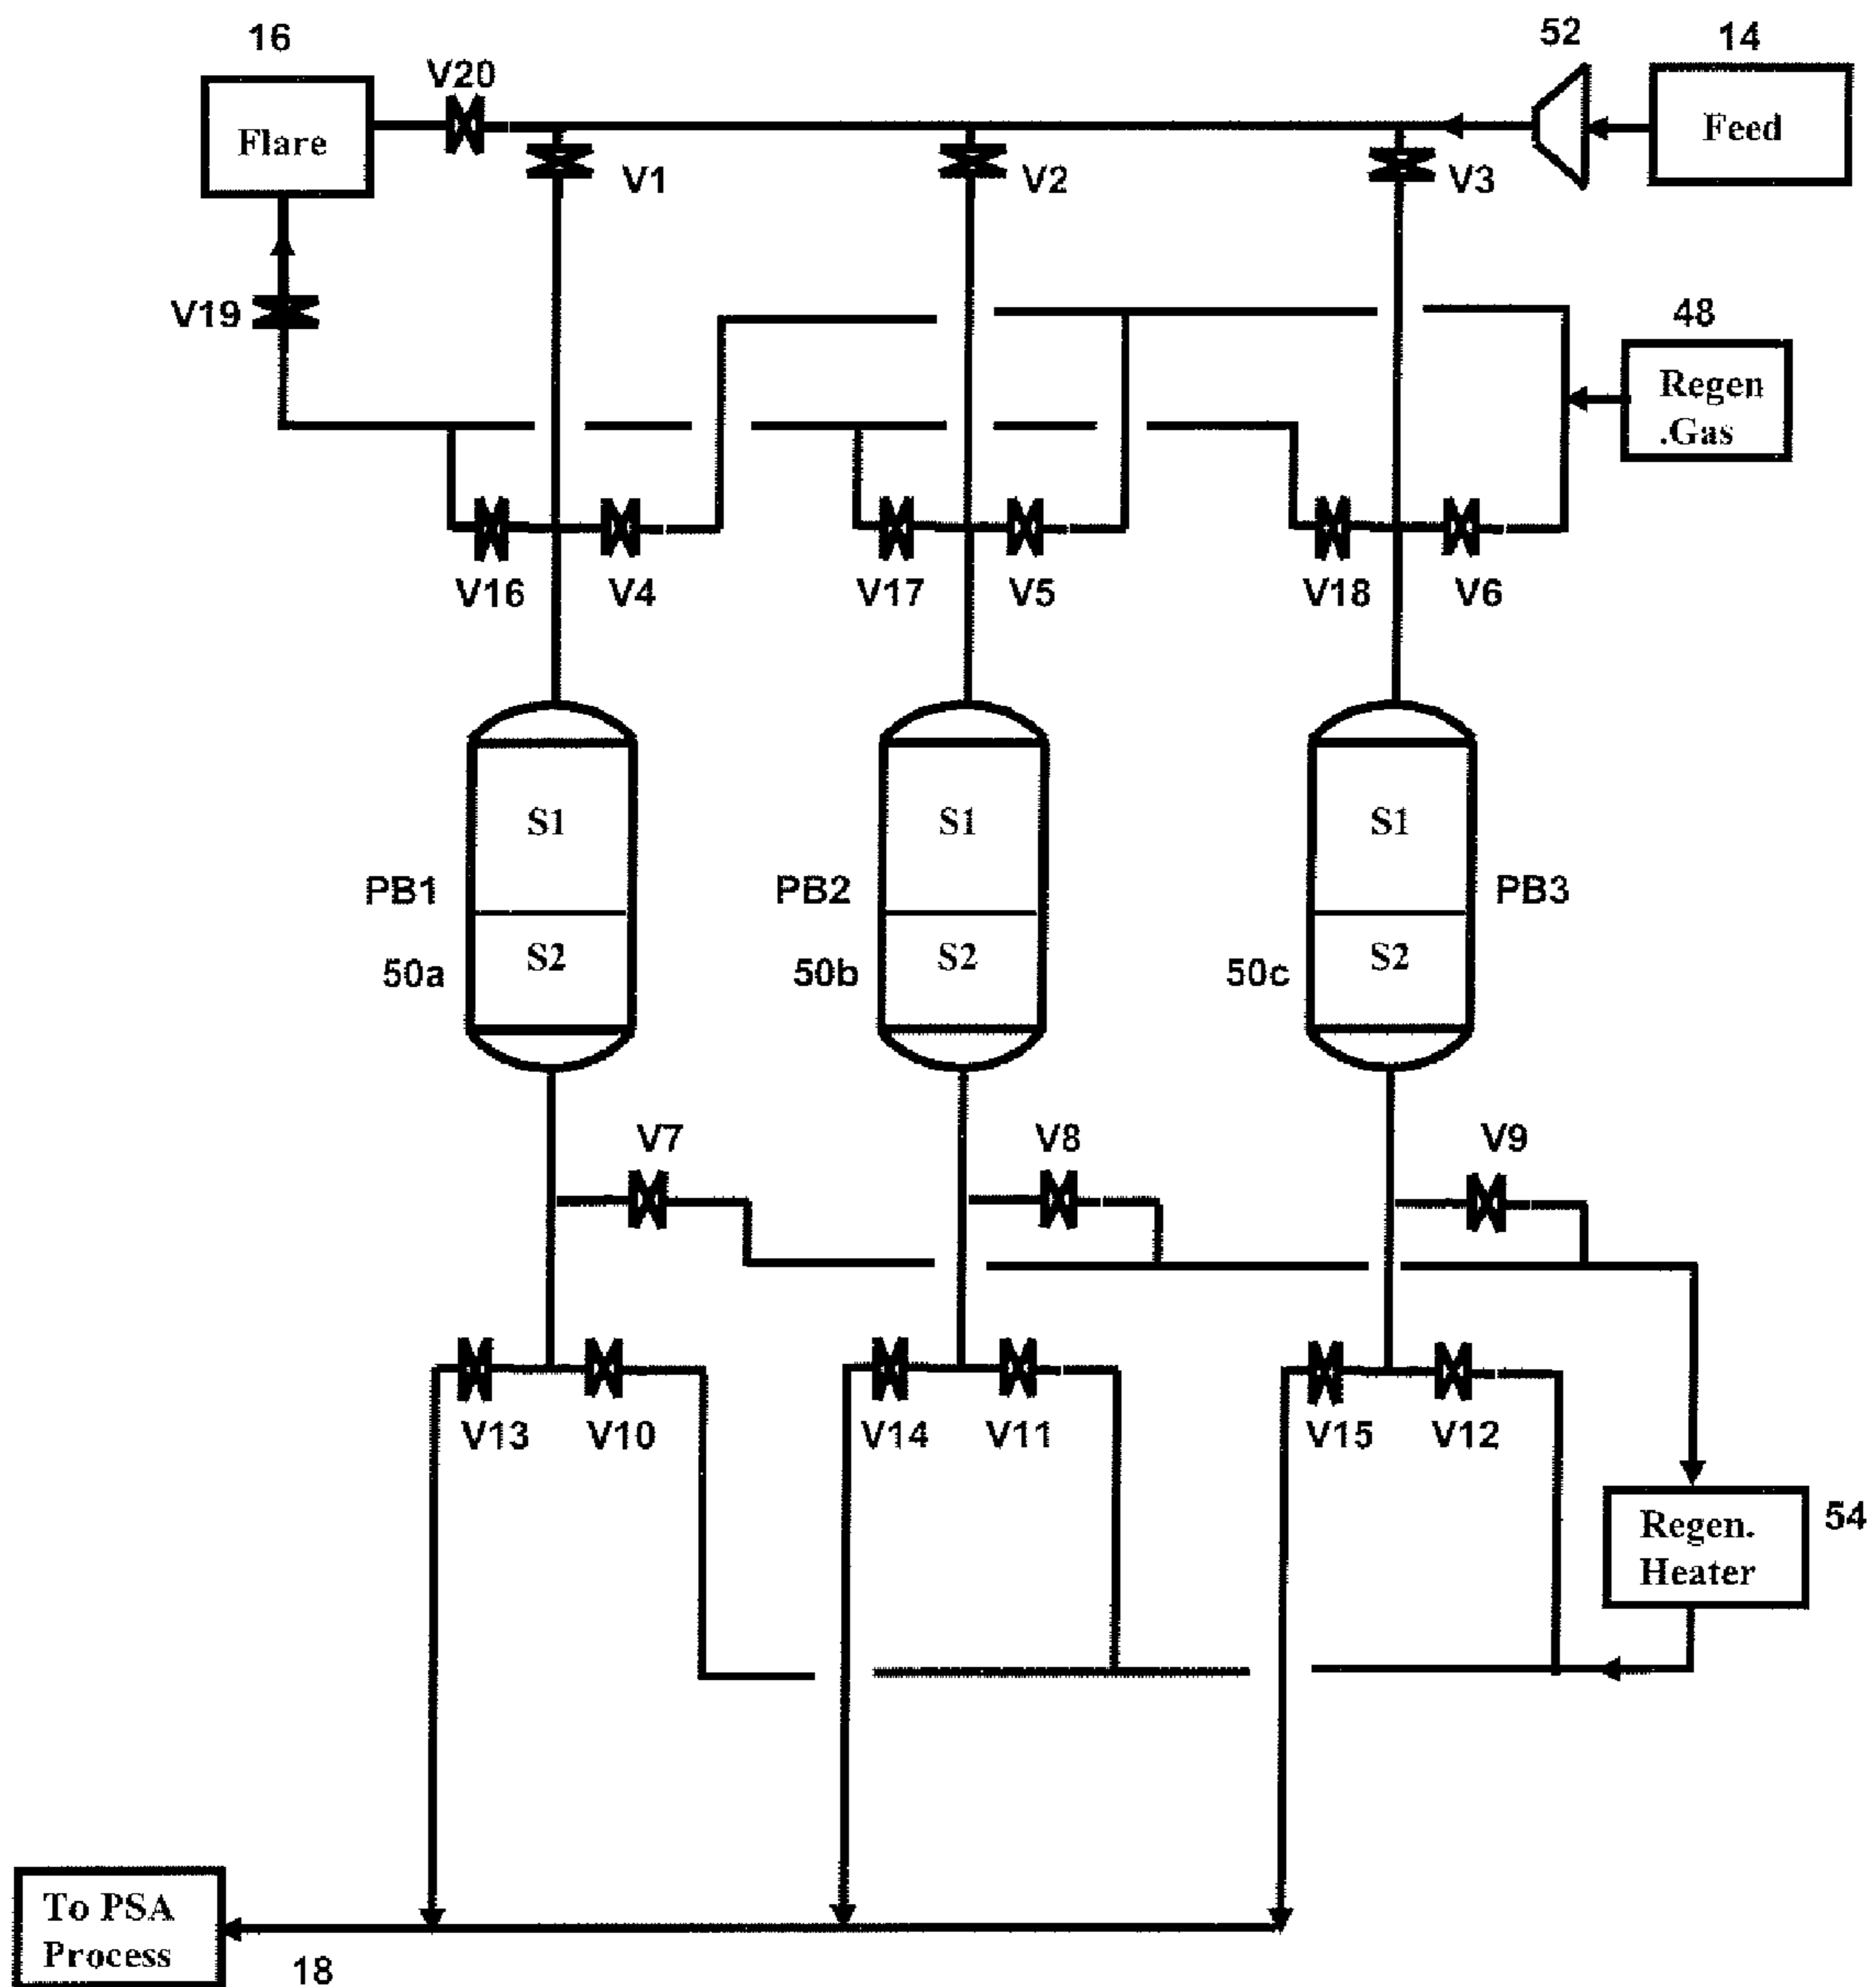 16
52
14
V20
Flare
Feed
V1
V2
V3
V19
48
Regen
.Gas
V16
V4
V17
V5
V18
V6
S1
S1
S1
PB1
PB2
PB3
S2
S2
S2
50a
50b
50c
V7
V8
V9
V13
V10
V14
V11
V15
V12
Regen.
Heater
54
To PSA
Process
18